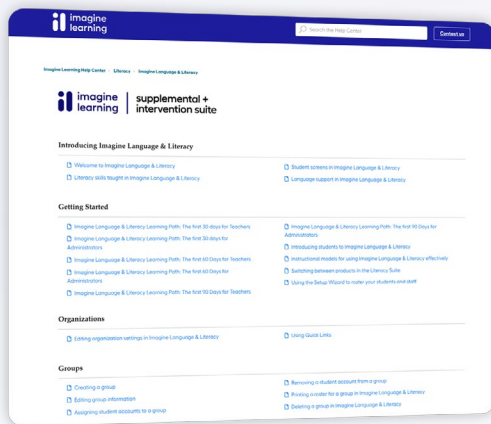 imagine
learning
Search the Help Center
Contact us
Imagine Learning Help Center Literacy Imagine Language & Literacy
imagine
learning
supplemental +
intervention suite
Introducing Imagine Language & Literacy
Welcome to Imagine Language & Literacy
Literacy skills taught in Imagine Language & Literacy
Student screens in Imagine Language & Literacy
Language support in Imagine Language & Literacy
Getting Started
Imagine Language & Literacy Learning Path: The first 30 days for Teachers
Imagine Language & Literacy Learning Path: The first 30 days for
Administrators
Imagine Language & Literacy Learning Path: The first 60 Days for Teachers
Imagine Language & Literacy Learning Path: The first 60 Days for
Administrators
Imagine Language & Literacy Learning Path: The first 90 Days for Teachers
Imagine Language & Literacy Learning Path: The first 90 Days for
Administrators
Introducing students to Imagine Language & Literacy
Instructional models for using Imagine Language & Literacy effectively
Switching between products in the Literacy Suite
Using the Setup Wizard to roster your students and staff
Organizations
Editing organization settings in Imagine Language & Literacy
Using Quick Links
Groups
Creating a group
Editing group information
Assigning student accounts to a group
Removing a student account from a group
Printing a roster for a group in Imagine Language & Literacy
Deleting a group in Imagine Language & Literacy